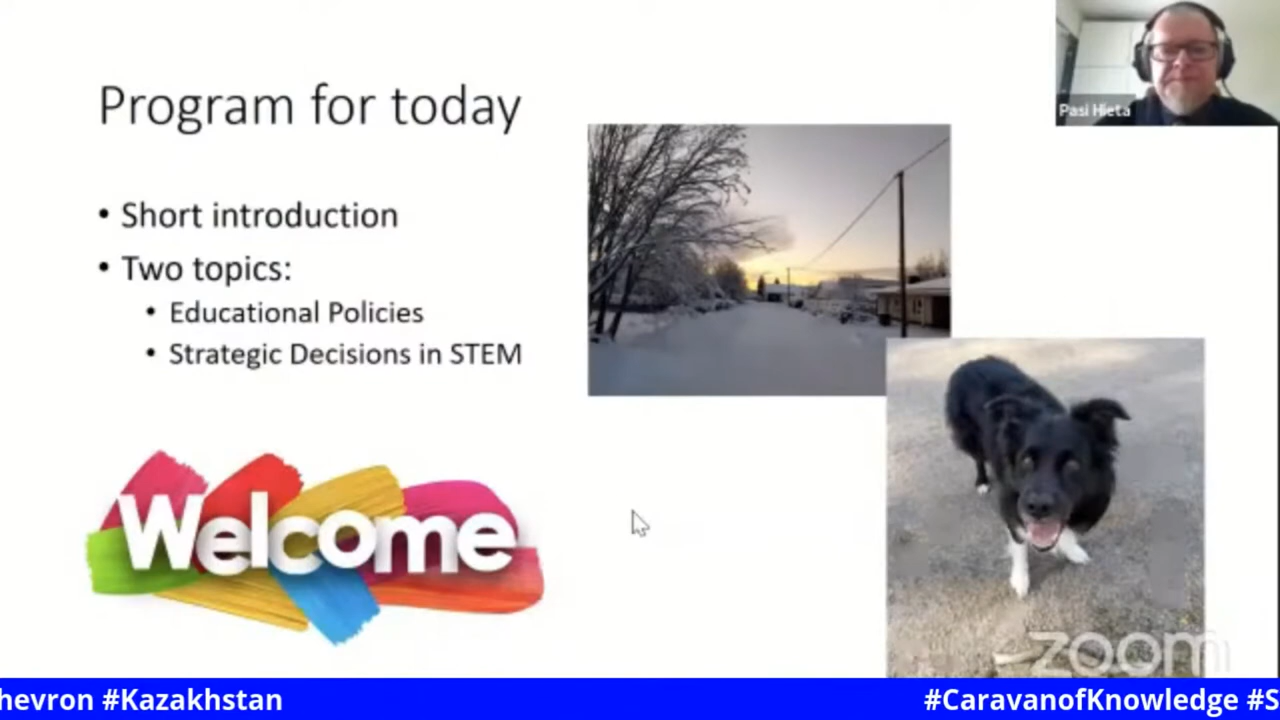 Program for today
Pasi Hieta
• Short introduction
• Two topics:
• Educational Policies
• Strategic Decisions in STEM
Welcome
zoom
hevron #Kazakhstan
#CaravanofKnowledge #S